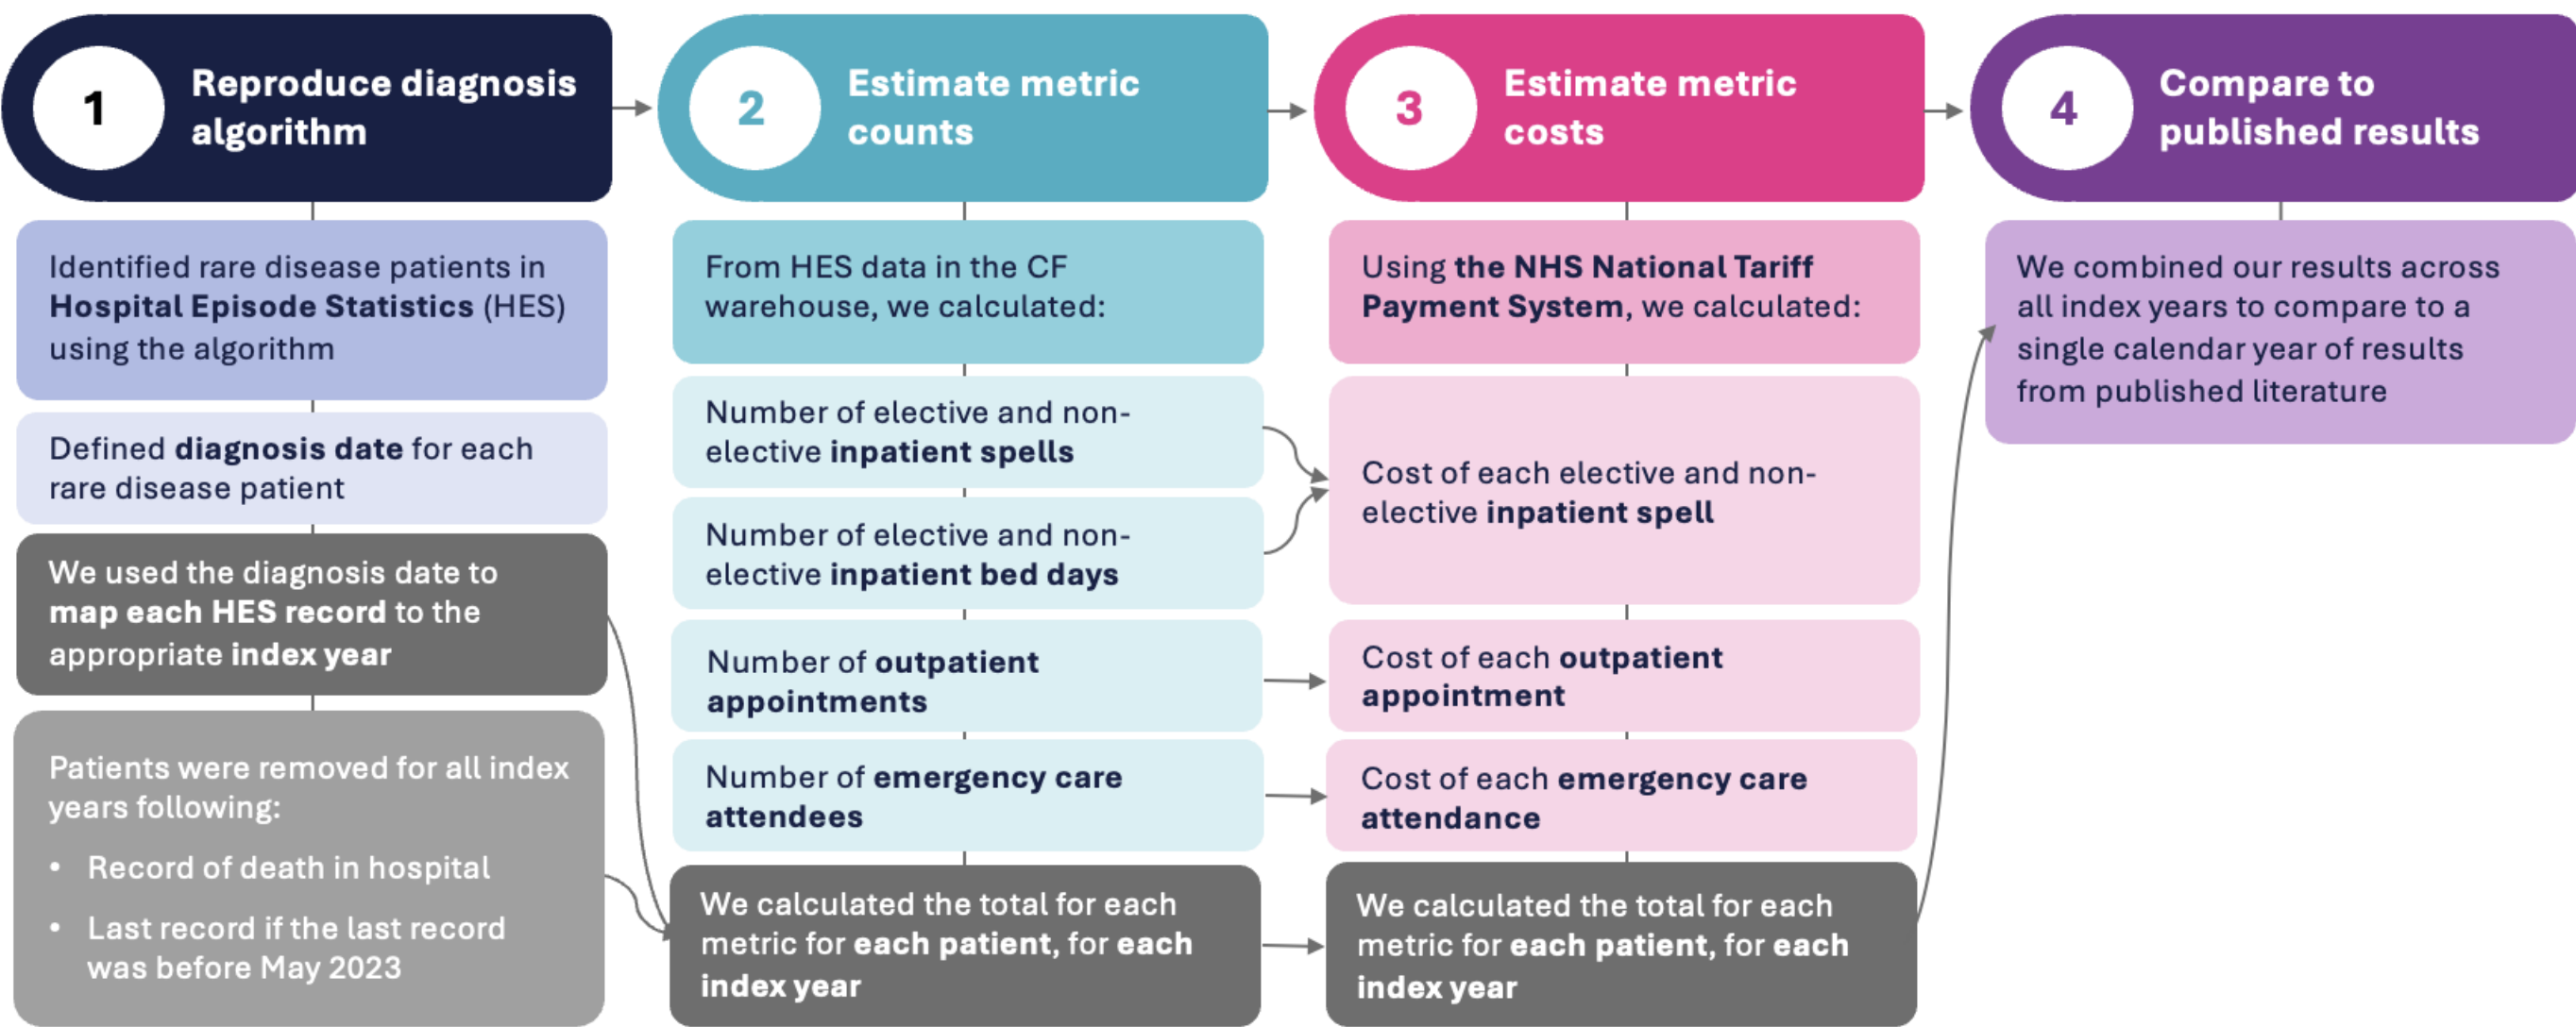 1
Reproduce diagnosis
algorithm
Identified rare disease patients in
Hospital Episode Statistics (HES)
using the algorithm
Defined diagnosis date for each
rare disease patient
We used the diagnosis date to
map each HES record to the
appropriate index year
Patients were removed for all index
years following:
• Record of death in hospital
• Last record if the last record
was before May 2023
2
Estimate metric
counts
From HES data in the CF
warehouse, we calculated:
Number of elective and non-
elective inpatient spells
Number of elective and non-
elective inpatient bed days
Number of outpatient
appointments
Number of emergency care
attendees
We calculated the total for each
metric for each patient, for each
index year
3
Estimate metric
costs
Using the NHS National Tariff
Payment System, we calculated:
Cost of each elective and non-
elective inpatient spell
Cost of each outpatient
appointment
Cost of each emergency care
attendance
We calculated the total for each
metric for each patient, for each
index year
4
Compare to
published results
We combined our results across
all index years to compare to a
single calendar year of results
from published literature